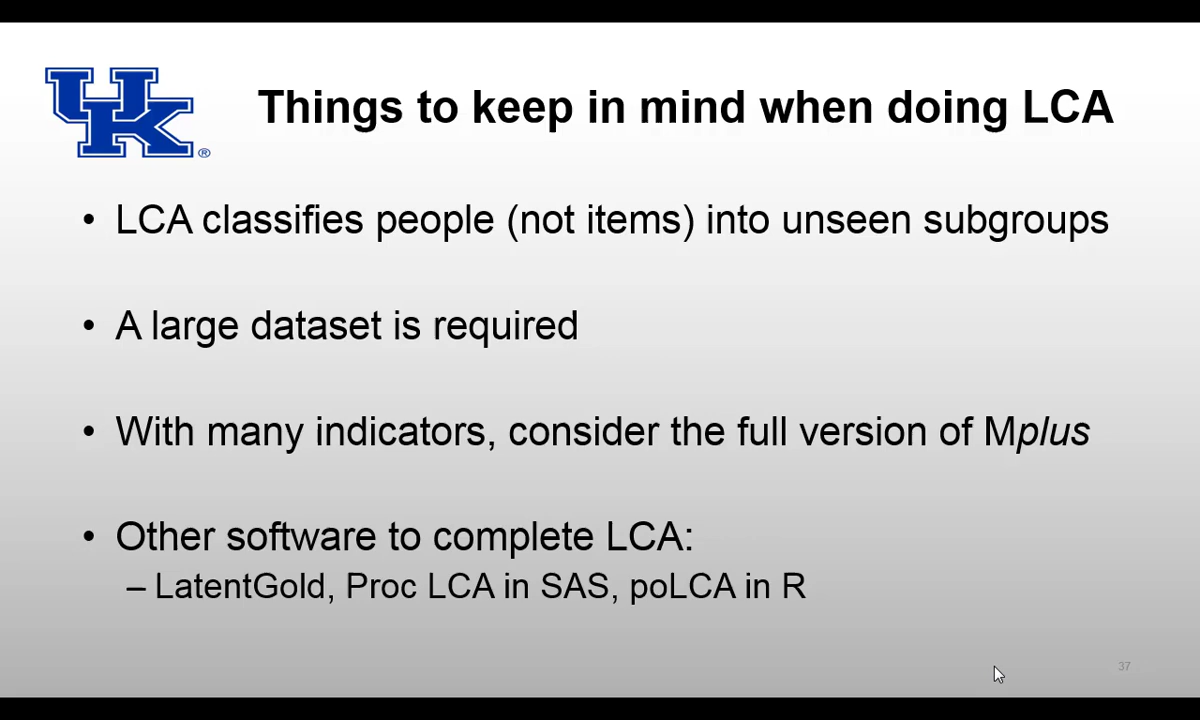 UK ®
Things to keep in mind when doing LCA
• LCA classifies people (not items) into unseen subgroups
• A large dataset is required
• With many indicators, consider the full version of Mplus
• Other software to complete LCA:
– LatentGold, Proc LCA in SAS, poLCA in R
37